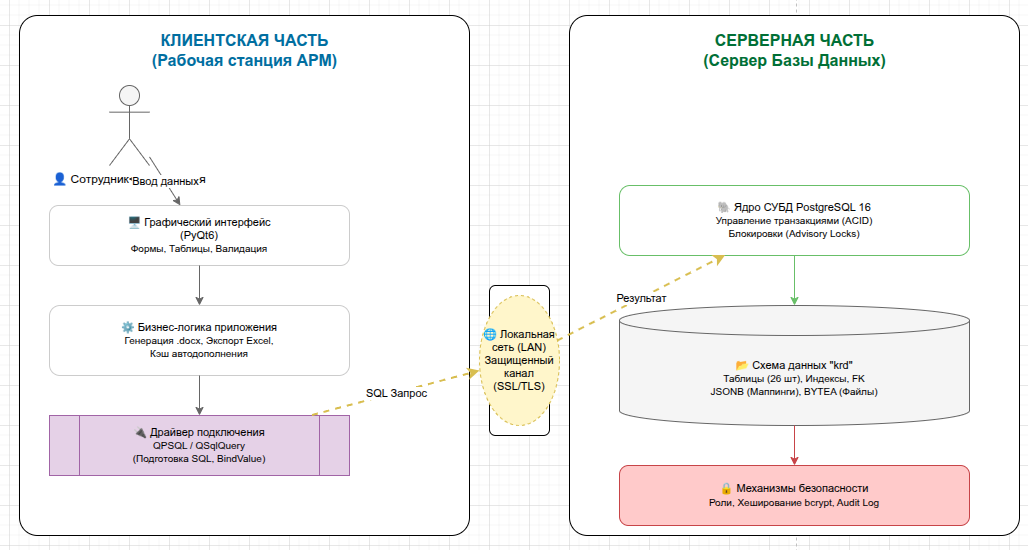 КЛИЕНТСКАЯ ЧАСТЬ
(Рабочая станция АРМ)
👤 Сотрудник
Ввод данных
🖥️ Графический интерфейс
(PyQt6)
Формы, Таблицы, Валидация
⚙️ Бизнес-логика приложения
Генерация .docx, Экспорт Excel,
Кэш автодополнения
🔌 Драйвер подключения
QPSQL / QSqlQuery
(Подготовка SQL, BindValue)
SQL Запрос
🌐 Локальная
сеть (LAN)
Защищенный
канал
(SSL/TLS)
Результат
СЕРВЕРНАЯ ЧАСТЬ
(Сервер Базы Данных)
🐘 Ядро СУБД PostgreSQL 16
Управление транзакциями (ACID)
Блокировки (Advisory Locks)
📂 Схема данных "krd"
Таблицы (26 шт), Индексы, FK
JSONB (Маппинги), BYTEA (Файлы)
🔒 Механизмы безопасности
Роли, Хеширование bcrypt, Audit Log